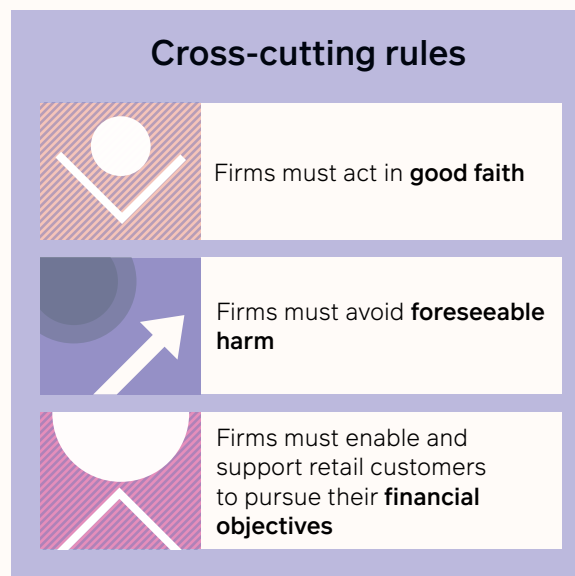 Cross-cutting rules
Firms must act in good faith
Firms must avoid foreseeable
harm
Firms must enable and
support retail customers
to pursue their financial
objectives